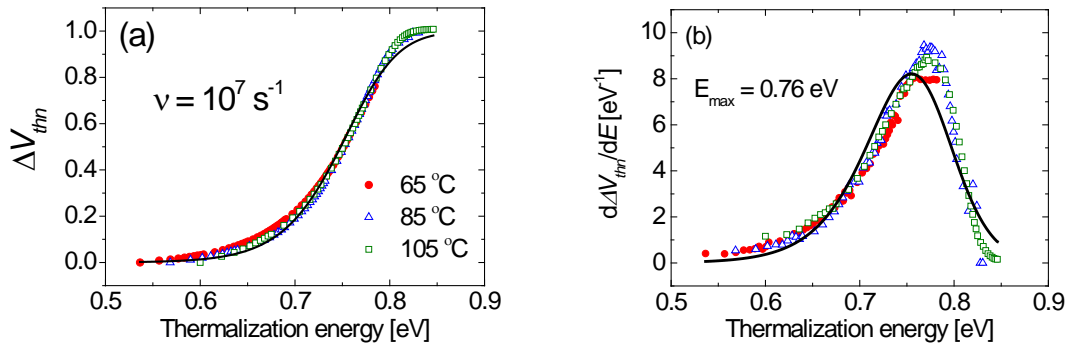 (a)
ν = 10⁷ s⁻¹
ΔV_thn
1.0
0.8
0.6
0.4
0.2
0.0
65 °C
85 °C
105 °C
0.5 0.6 0.7 0.8 0.9
Thermalization energy [eV]
(b)
E_max = 0.76 eV
dΔV_thn/dE [eV⁻¹]
10
8
6
4
2
0
0.5 0.6 0.7 0.8 0.9
Thermalization energy [eV]